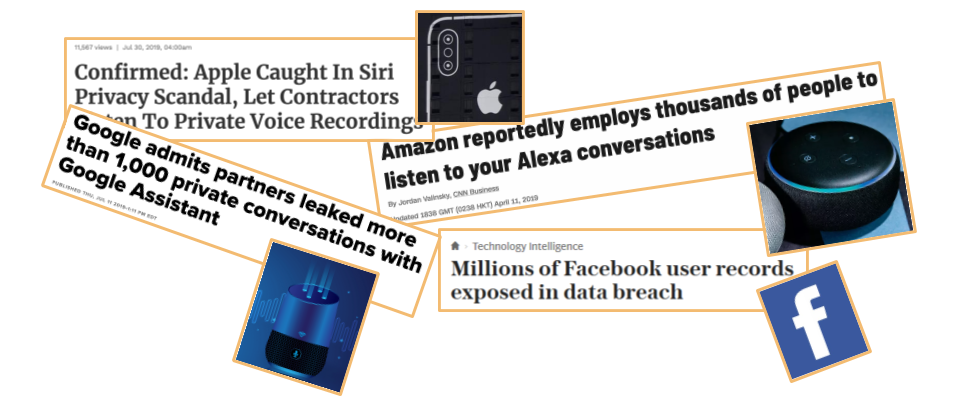 11,567 views | Jul 30, 2019, 04:00am
Confirmed: Apple Caught In Siri
Privacy Scandal, Let Contractors
To Private Voice Recordings
Google admits partners leaked more
than 1,000 private conversations with
Google Assistant
PUBLISHED THU, JUL 11 2019 1:11 PM EDT
Amazon reportedly employs thousands of people to
listen to your Alexa conversations
By Jordan Valinsky, CNN Business
Updated 1838 GMT (0238 HKT) April 11, 2019
Technology Intelligence
Millions of Facebook user records
exposed in data breach
f